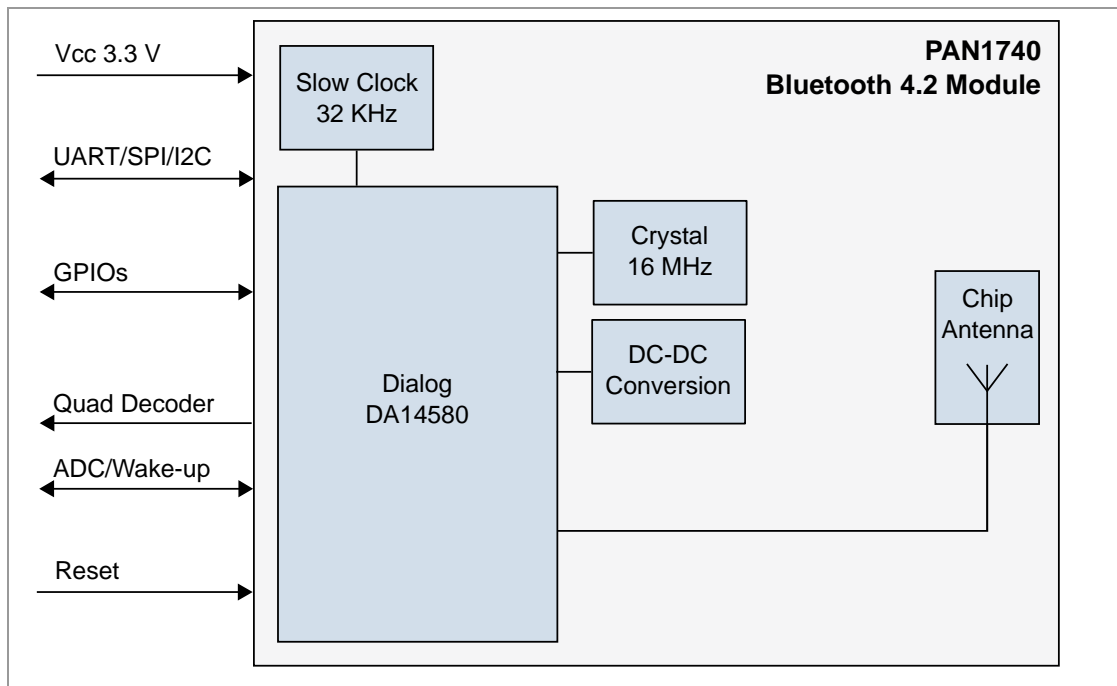 Vcc 3.3 V
UART/SPI/I2C
GPIOs
Quad Decoder
ADC/Wake-up
Reset
PAN1740
Bluetooth 4.2 Module
Slow Clock
32 KHz
Crystal
16 MHz
DC-DC
Conversion
Dialog
DA14580
Chip
Antenna